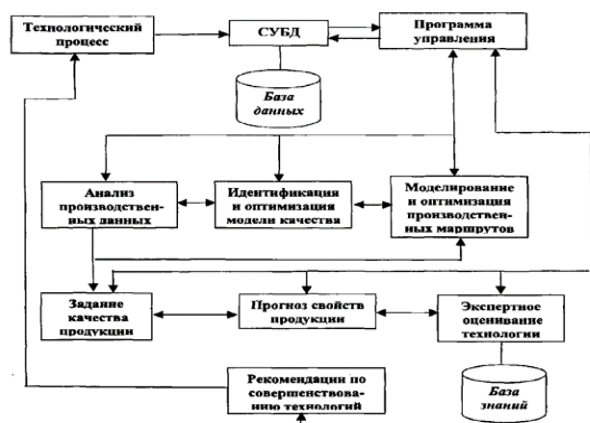 Технологический
процесс
СУБД
Программа
управления
База
данных
Анализ
производствен-
ных данных
Идентификация
и оптимизация
модели качества
Моделирование
и оптимизация
производствен-
ных маршрутов
Задание
качества
продукции
Прогноз свойств
продукции
Экспертное
оценивание
технологии
Рекомендации по
совершенствова-
нию технологий
База
знаний